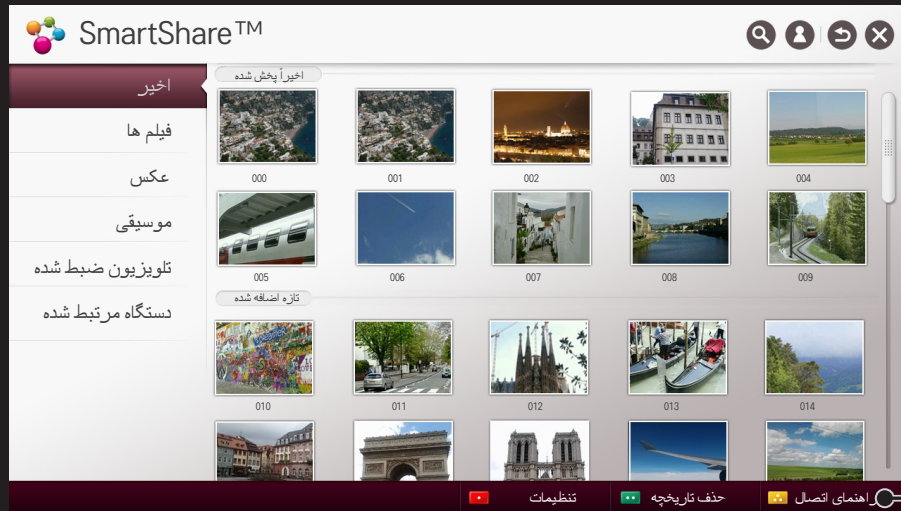 SmartShare™
اخیر
فیلم ها
عکس
موسیقی
تلویزیون ضبط شده
دستگاه مرتبط شده
اخیراً پخش شده
000 001 002 003 004
005 006 007 008 009
تازه اضافه شده
010 011 012 013 014
راهنمای اتصال
حذف تاریخچه
تنظیمات